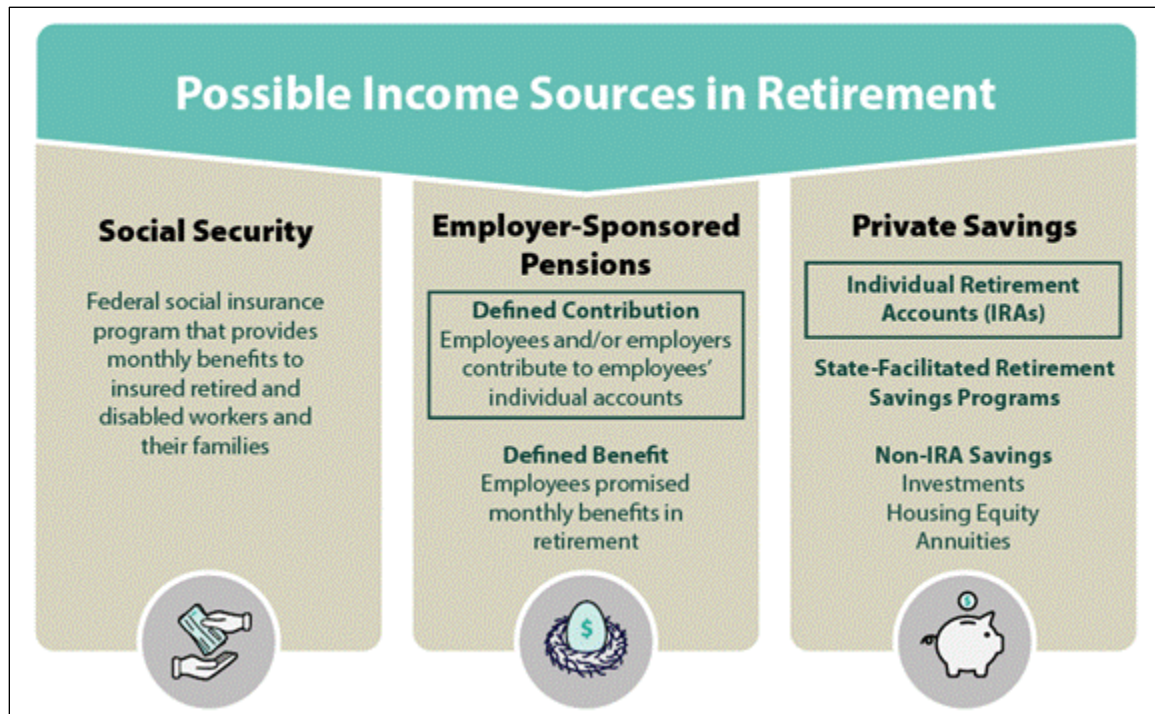 Possible Income Sources in Retirement
Social Security
Federal social insurance
program that provides
monthly benefits to
insured retired and
disabled workers and
their families
Employer-Sponsored
Pensions
Defined Contribution
Employees and/or employers
contribute to employees’
individual accounts
Defined Benefit
Employees promised
monthly benefits in
retirement
$
Private Savings
Individual Retirement
Accounts (IRAs)
State-Facilitated Retirement
Savings Programs
Non-IRA Savings
Investments
Housing Equity
Annuities
$